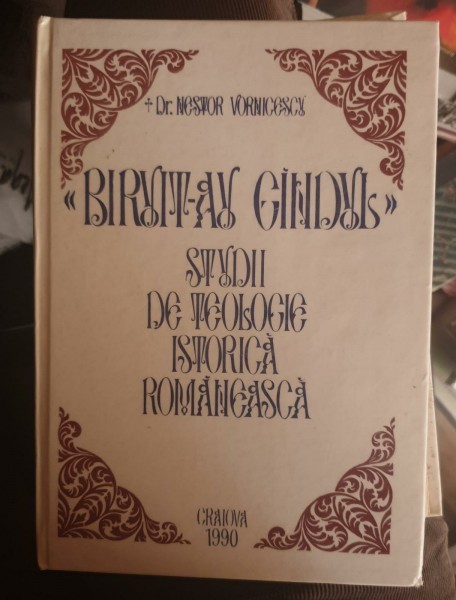 † Dr. NESTOR VORNICESCU
«BIRUIT-AU GÎNDUL»
STUDII
DE TEOLOGIE
ISTORICĂ
ROMÂNEASCĂ
CRAIOVA
1990